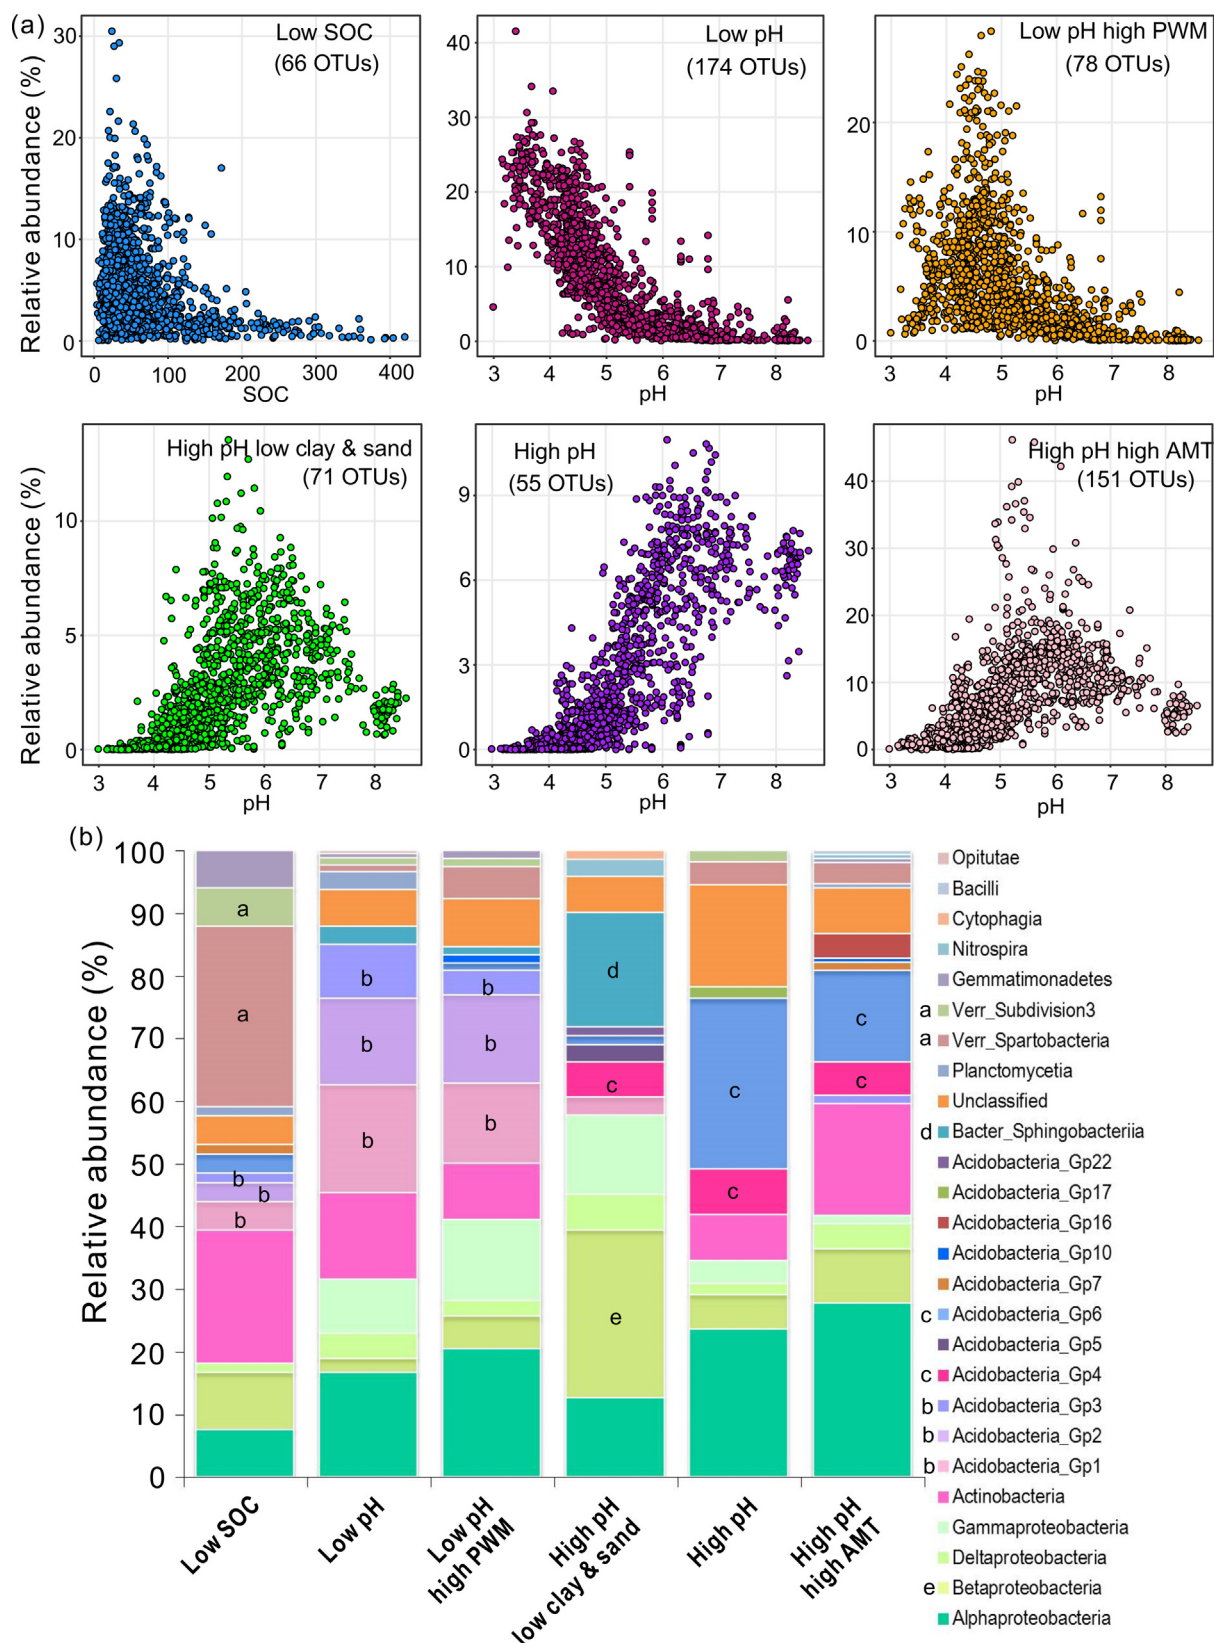 (a)
Low SOC
(66 OTUs)
Relative abundance (%)
30
20
10
0
0 100 200 300 400
SOC
Low pH
(174 OTUs)
40
30
20
10
0
3 4 5 6 7 8
pH
Low pH high PWM
(78 OTUs)
20
10
0
3 4 5 6 7 8
pH
High pH low clay & sand
(71 OTUs)
Relative abundance (%)
10
5
0
3 4 5 6 7 8
pH
High pH
(55 OTUs)
9
6
3
0
3 4 5 6 7 8
pH
High pH high AMT
(151 OTUs)
40
30
20
10
0
3 4 5 6 7 8
pH
(b)
Relative abundance (%)
100
90
80
70
60
50
40
30
20
10
0
a
a
b
b
b
b
b
b
b
b
b
d
c
e
c
c
c
c
Low SOC
Low pH
Low pH
high PWM
High pH
low clay & sand
High pH
High pH
high AMT
Opitutae
Bacilli
Cytophagia
Nitrospira
Gemmatimonadetes
a Verr_Subdivision3
a Verr_Spartobacteria
Planctomycetia
Unclassified
d Bacter_Sphingobacteriia
Acidobacteria_Gp22
Acidobacteria_Gp17
Acidobacteria_Gp16
Acidobacteria_Gp10
Acidobacteria_Gp7
c Acidobacteria_Gp6
Acidobacteria_Gp5
c Acidobacteria_Gp4
b Acidobacteria_Gp3
b Acidobacteria_Gp2
b Acidobacteria_Gp1
Actinobacteria
Gammaproteobacteria
Deltaproteobacteria
e Betaproteobacteria
Alphaproteobacteria